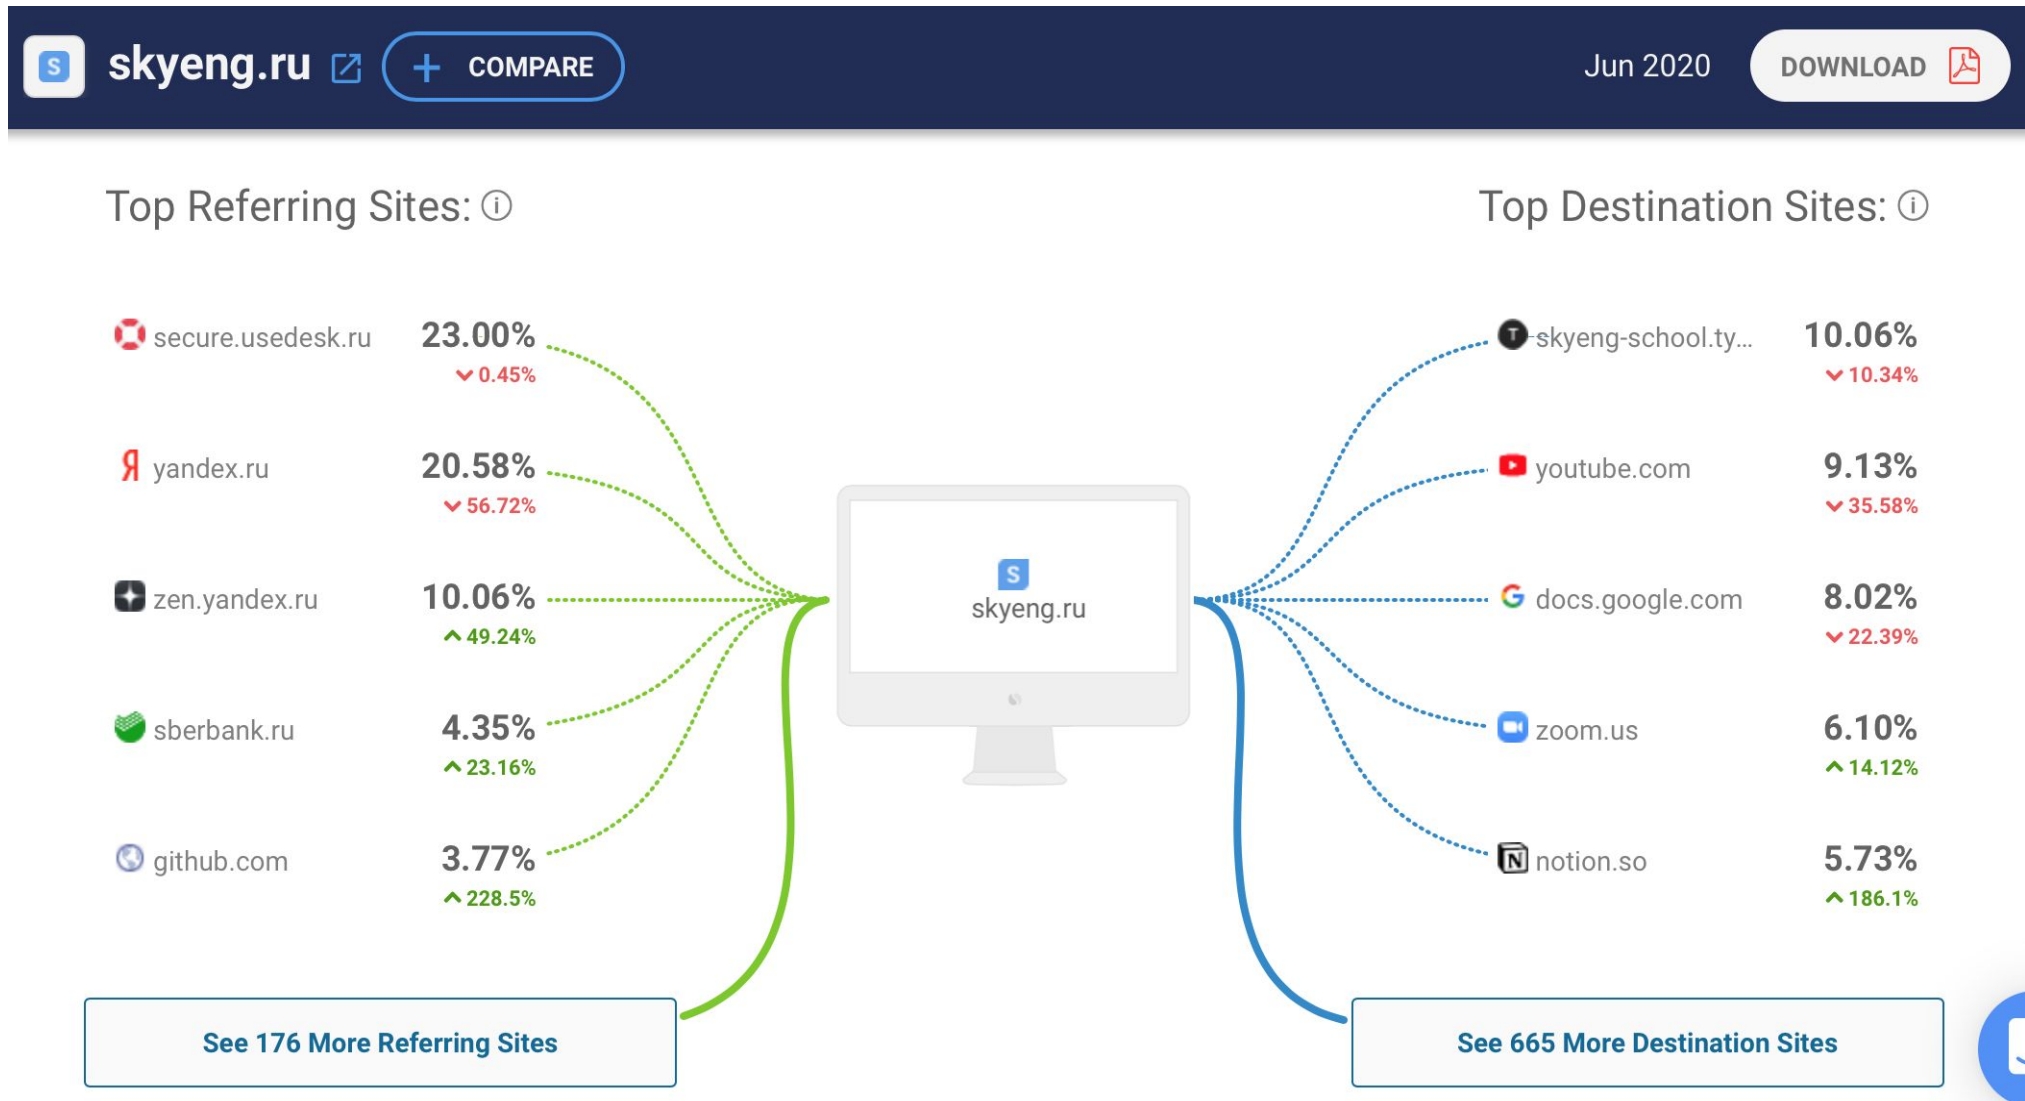 S skyeng.ru + COMPARE Jun 2020 DOWNLOAD
Top Referring Sites:
secure.usedesk.ru 23.00%
0.45%
Я yandex.ru 20.58%
56.72%
zen.yandex.ru 10.06%
49.24%
sberbank.ru 4.35%
23.16%
github.com 3.77%
228.5%
See 176 More Referring Sites
S
skyeng.ru
Top Destination Sites:
T skyeng-school.ty... 10.06%
10.34%
youtube.com 9.13%
35.58%
G docs.google.com 8.02%
22.39%
zoom.us 6.10%
14.12%
N notion.so 5.73%
186.1%
See 665 More Destination Sites